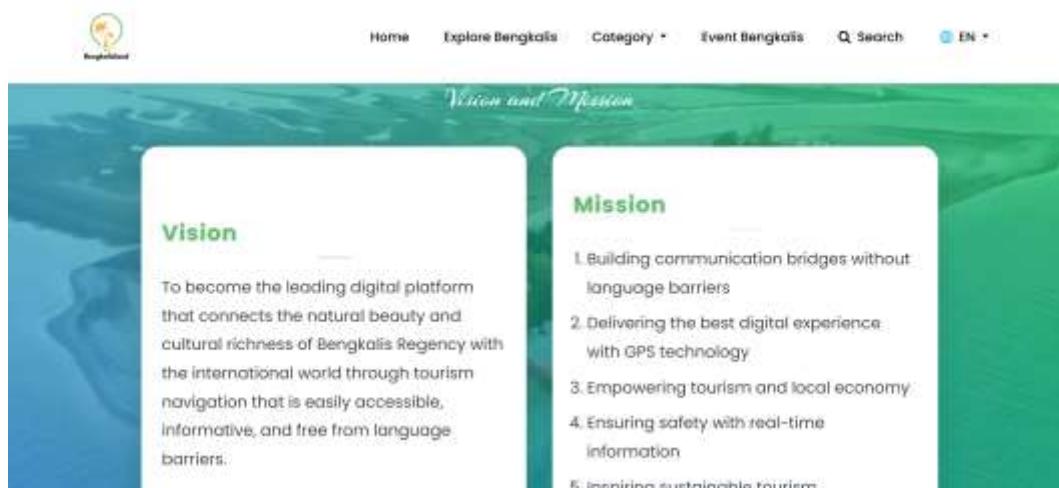 Home Explore Bengkalis Category Event Bengkalis Search EN
Vision and Mission
Vision
To become the leading digital platform
that connects the natural beauty and
cultural richness of Bengkalis Regency with
the international world through tourism
navigation that is easily accessible,
informative, and free from language
barriers.
Mission
1. Building communication bridges without
language barriers
2. Delivering the best digital experience
with GPS technology
3. Empowering tourism and local economy
4. Ensuring safety with real-time
information
5. Inspiring sustainable tourism